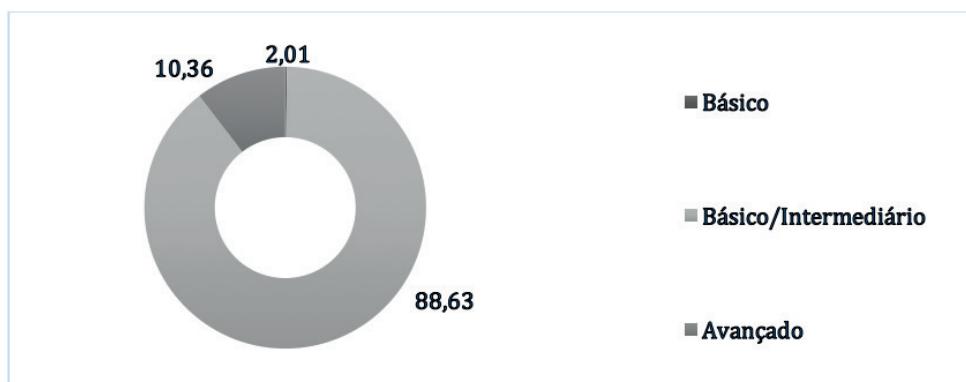 2,01
10,36
Básico
Básico/Intermediário
88,63
Avançado